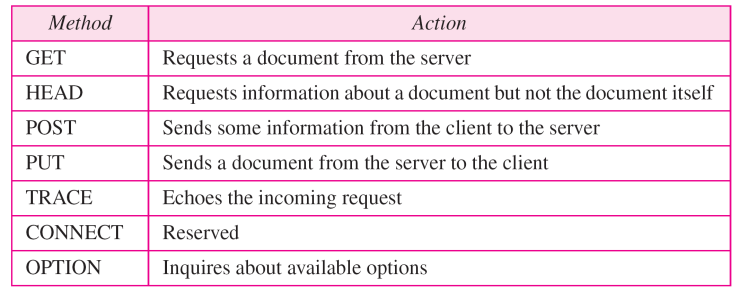 Method Action
GET Requests a document from the server
HEAD Requests information about a document but not the document itself
POST Sends some information from the client to the server
PUT Sends a document from the server to the client
TRACE Echoes the incoming request
CONNECT Reserved
OPTION Inquires about available options